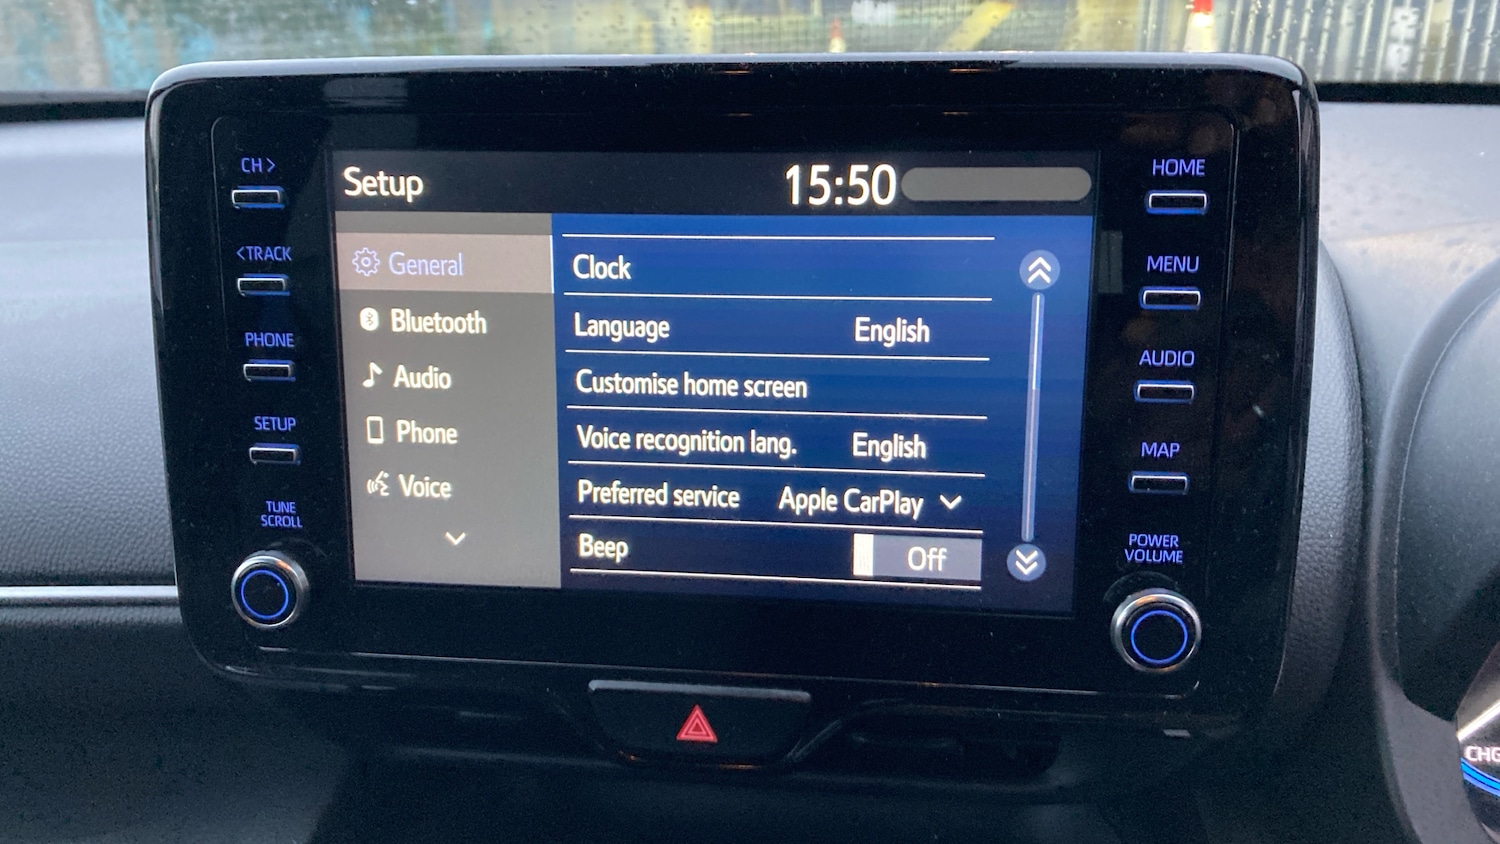 CH>
<TRACK
PHONE
SETUP
TUNE
SCROLL
Setup
15:50
General
Bluetooth
Audio
Phone
Voice
Clock
Language English
Customise home screen
Voice recognition lang. English
Preferred service Apple CarPlay
Beep Off
HOME
MENU
AUDIO
MAP
POWER
VOLUME
CHG